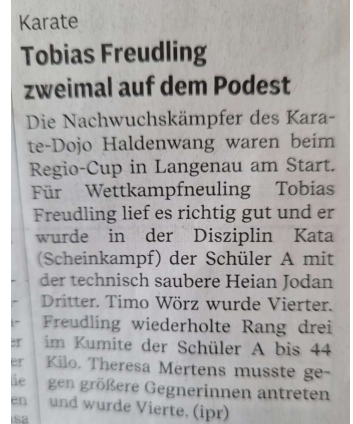 Karate
Tobias Freudling
zweimal auf dem Podest
Die Nachwuchskämpfer des Kara-
te-Dojo Haldenwang waren beim
Regio-Cup in Langenau am Start.
Für Wettkampfneuling Tobias
Freudling lief es richtig gut und er
wurde in der Disziplin Kata
(Scheinkampf) der Schüler A mit
der technisch saubere Heian Jodan
Dritter. Timo Wörz wurde Vierter.
Freudling wiederholte Rang drei
im Kumite der Schüler A bis 44
Kilo. Theresa Mertens musste ge-
gen größere Gegnerinnen antreten
und wurde Vierte. (ipr)